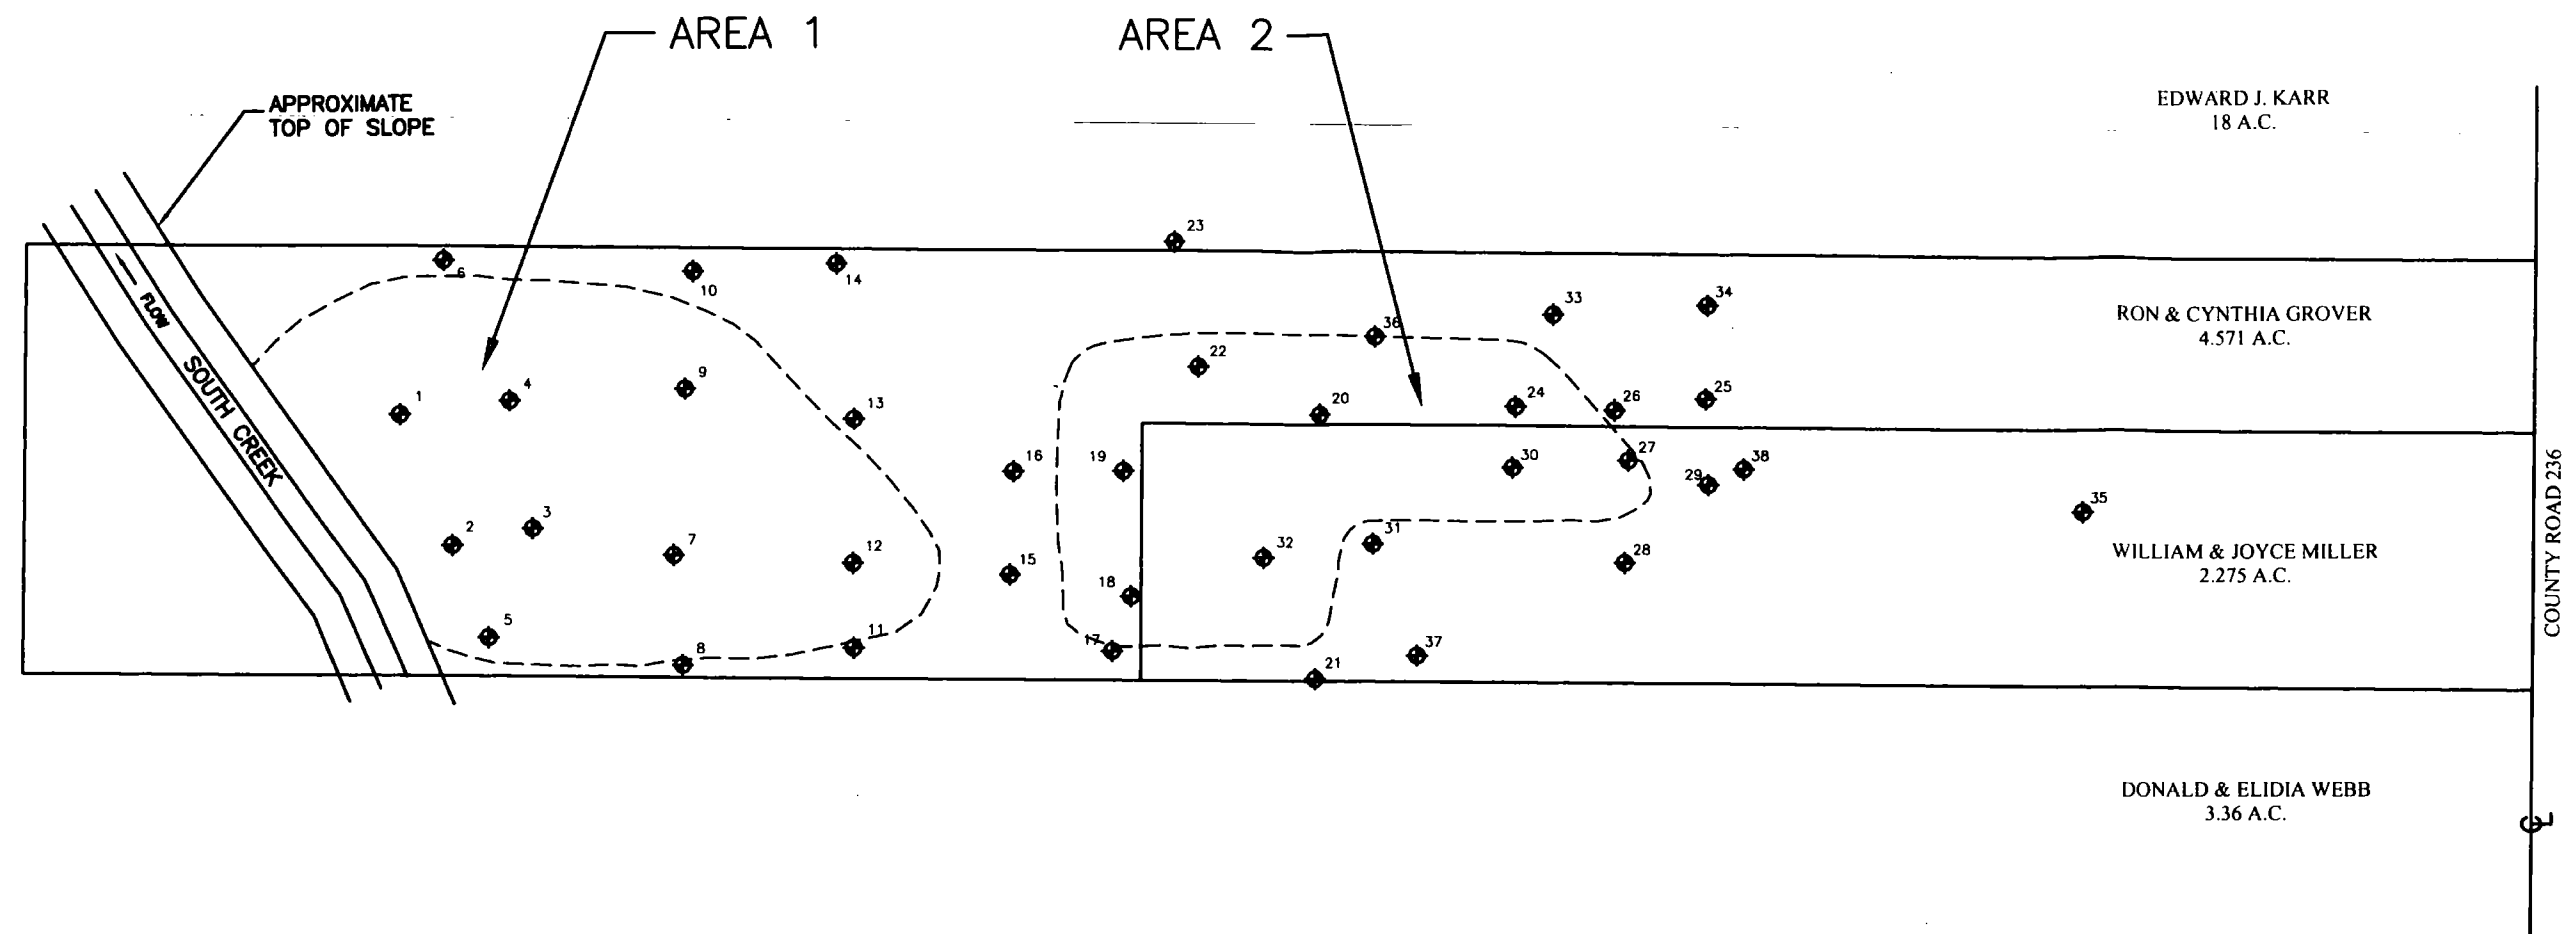 AREA 1
AREA 2
APPROXIMATE
TOP OF SLOPE
EDWARD J. KARR
18 A.C.
23
6
10
14
FLOW
SOUTH CREEK
33
34
RON & CYNTHIA GROVER
4.571 A.C.
36
22
1
4
9
13
20
24
26
25
16
19
30
27
29
38
35
COUNTY ROAD 236
2
3
7
12
15
18
32
31
28
WILLIAM & JOYCE MILLER
2.275 A.C.
5
8
11
17
21
37
DONALD & ELIDIA WEBB
3.36 A.C.